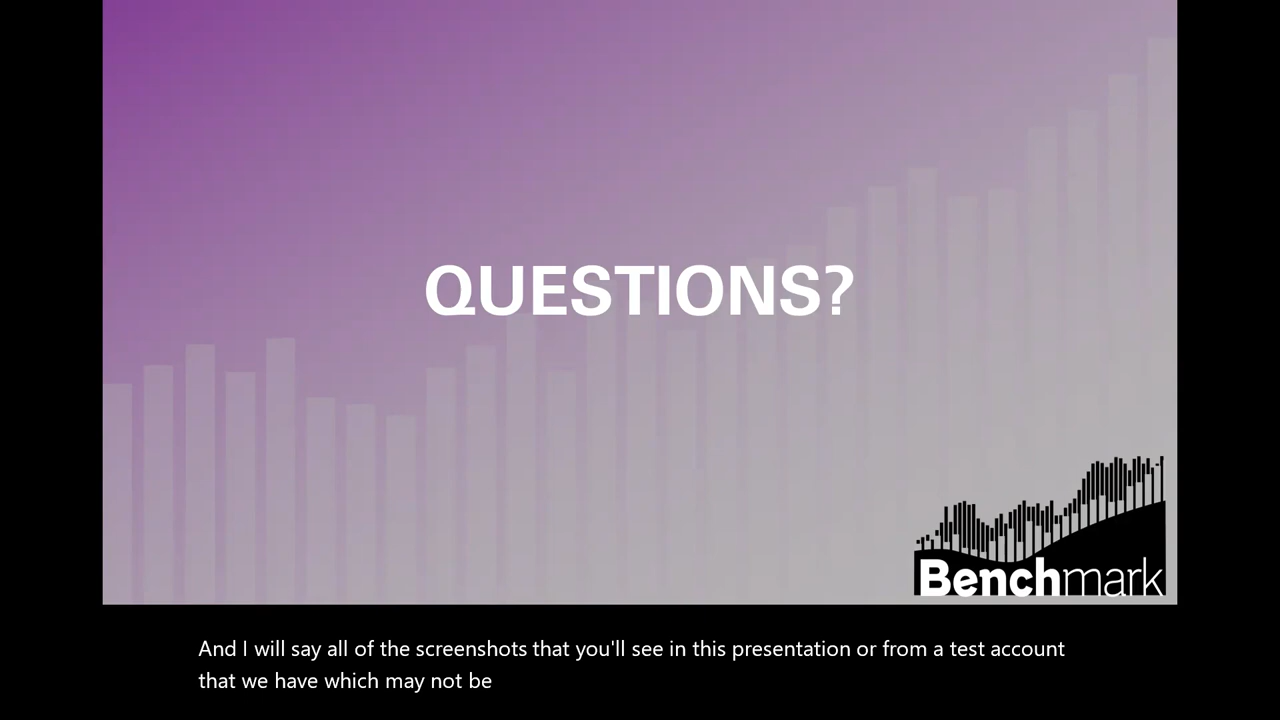 QUESTIONS?
Benchmark
And I will say all of the screenshots that you'll see in this presentation or from a test account
that we have which may not be